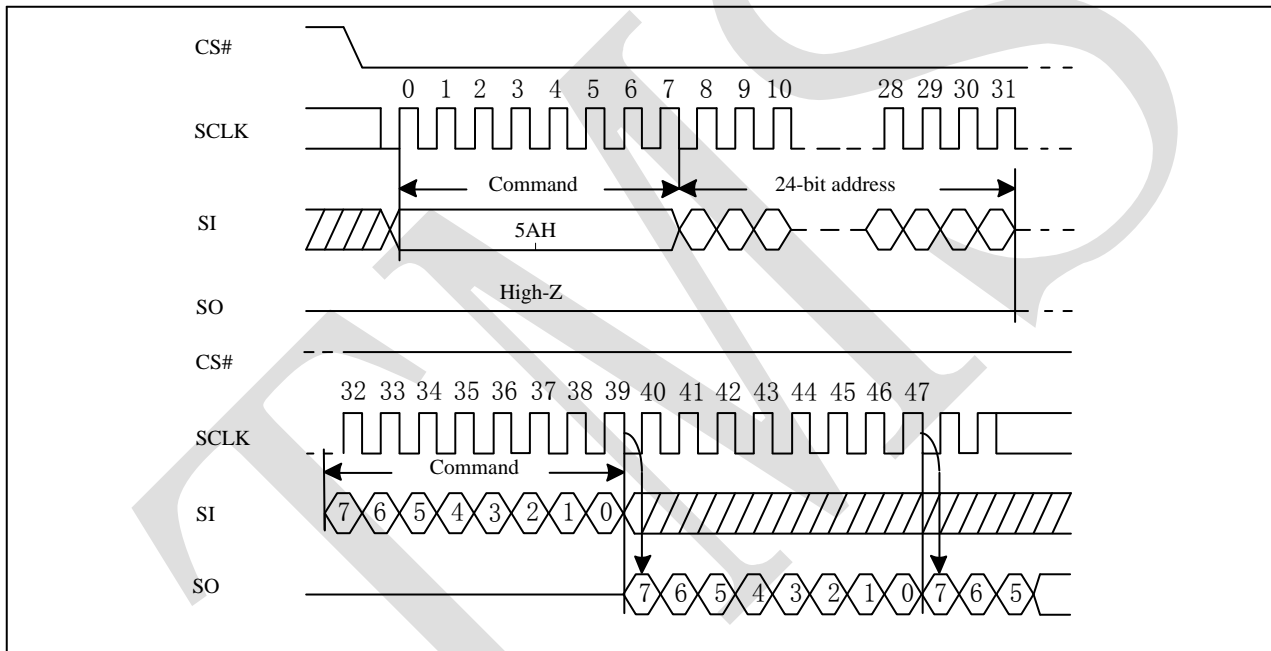 CS#
0 1 2 3 4 5 6 7 8 9 10 28 29 30 31
SCLK
Command 24-bit address
SI
5AH
High-Z
SO
CS#
32 33 34 35 36 37 38 39 40 41 42 43 44 45 46 47
SCLK
Command
SI 7 6 5 4 3 2 1 0
SO 7 6 5 4 3 2 1 0 7 6 5
TMS